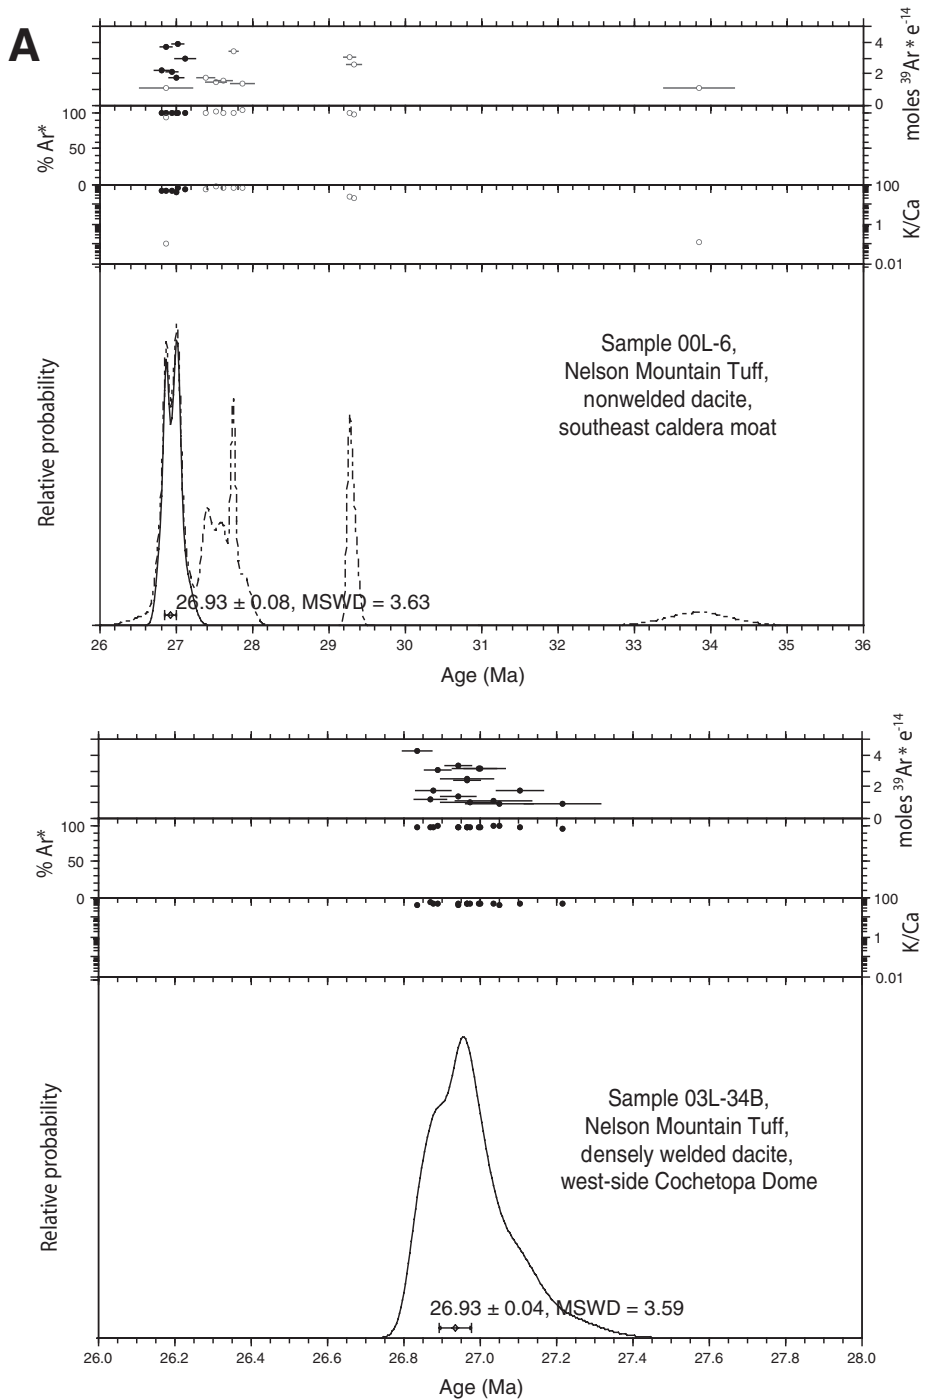 A
4
2
0
moles ³⁹Ar * e⁻¹⁴
100
50
0
% Ar*
100
1
0.01
K/Ca
Relative probability
Sample 00L-6,
Nelson Mountain Tuff,
nonwelded dacite,
southeast caldera moat
26.93 ± 0.08, MSWD = 3.63
26 27 28 29 30 31 32 33 34 35 36
Age (Ma)
4
2
0
moles ³⁹Ar * e⁻¹⁴
100
50
0
% Ar*
100
1
0.01
K/Ca
Relative probability
Sample 03L-34B,
Nelson Mountain Tuff,
densely welded dacite,
west-side Cochetopa Dome
26.93 ± 0.04, MSWD = 3.59
26.0 26.2 26.4 26.6 26.8 27.0 27.2 27.4 27.6 27.8 28.0
Age (Ma)